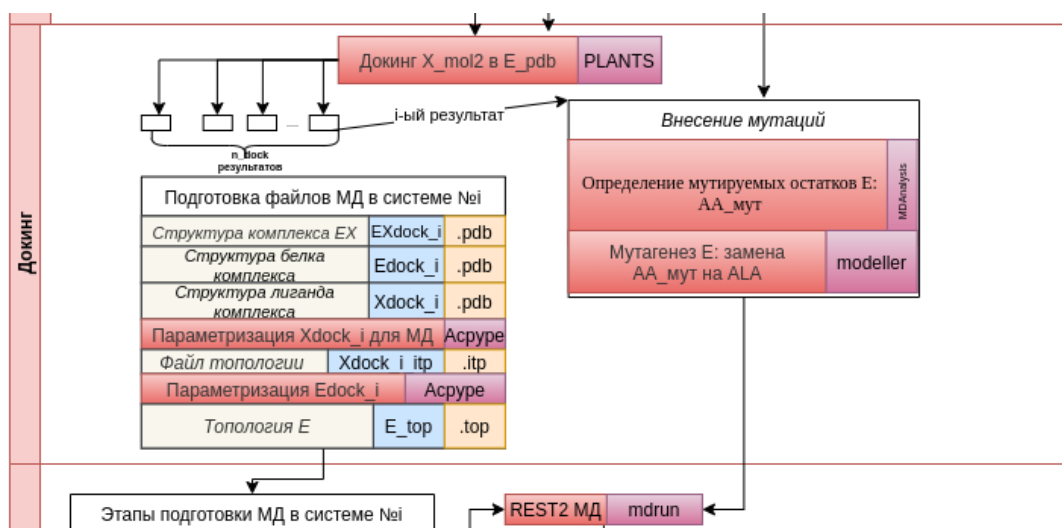 Докинг X_mol2 в E_pdb PLANTS
i-ый результат
...
n_dock
результатов
Докинг
Подготовка файлов МД в системе №i
Структура комплекса EX EXdock_i .pdb
Структура белка
комплекса
Edock_i .pdb
Структура лиганда
комплекса
Xdock_i .pdb
Параметризация Xdock_i для МД Acpype
Файл топологии Xdock_i_itp .itp
Параметризация Edock_i Acpype
Топология E E_top .top
Внесение мутаций
Определение мутируемых остатков E:
AA_мут
MDAnalysis
Мутагенез E: замена
AA_мут на ALA
modeller
Этапы подготовки МД в системе №i
REST2 МД mdrun